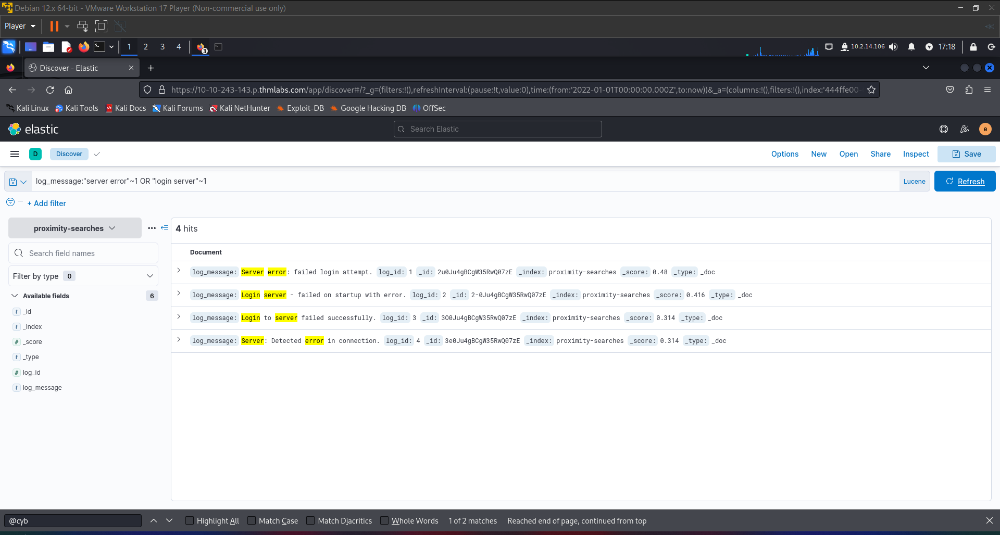 Debian 12.x 64-bit - VMware Workstation 17 Player (Non-commercial use only)
Player
1 2 3 4 3 10.2.14.106 17:18
Discover - Elastic
https://10-10-243-143.p.thmlabs.com/app/discover#/?_g=(filters:!(),refreshInterval:(pause:!t,value:0),time:(from:'2022-01-01T00:00:00.000Z',to:now))&_a=(columns:!(),filters:!(),index:'444ffe00-
Kali Linux Kali Tools Kali Docs Kali Forums Kali NetHunter Exploit-DB Google Hacking DB OffSec
elastic Search Elastic e
D Discover Options New Open Share Inspect Save
log_message:"server error"~1 OR "login server"~1 Lucene Refresh
+ Add filter
proximity-searches
4 hits
Search field names
Document
Filter by type 0
log_message: Server error: failed login attempt. log_id: 1 _id: 2u0Ju4gBCgW35RwQ07zE _index: proximity-searches _score: 0.48 _type: _doc
log_message: Login server - failed on startup with error. log_id: 2 _id: 2-0Ju4gBCgW35RwQ07zE _index: proximity-searches _score: 0.416 _type: _doc
log_message: Login to server failed successfully. log_id: 3 _id: 3O0Ju4gBCgW35RwQ07zE _index: proximity-searches _score: 0.314 _type: _doc
log_message: Server: Detected error in connection. log_id: 4 _id: 3e0Ju4gBCgW35RwQ07zE _index: proximity-searches _score: 0.314 _type: _doc
Available fields 6
t _id
t _index
# _score
t _type
# log_id
t log_message
@cyb Highlight All Match Case Match Diacritics Whole Words 1 of 2 matches Reached end of page, continued from top